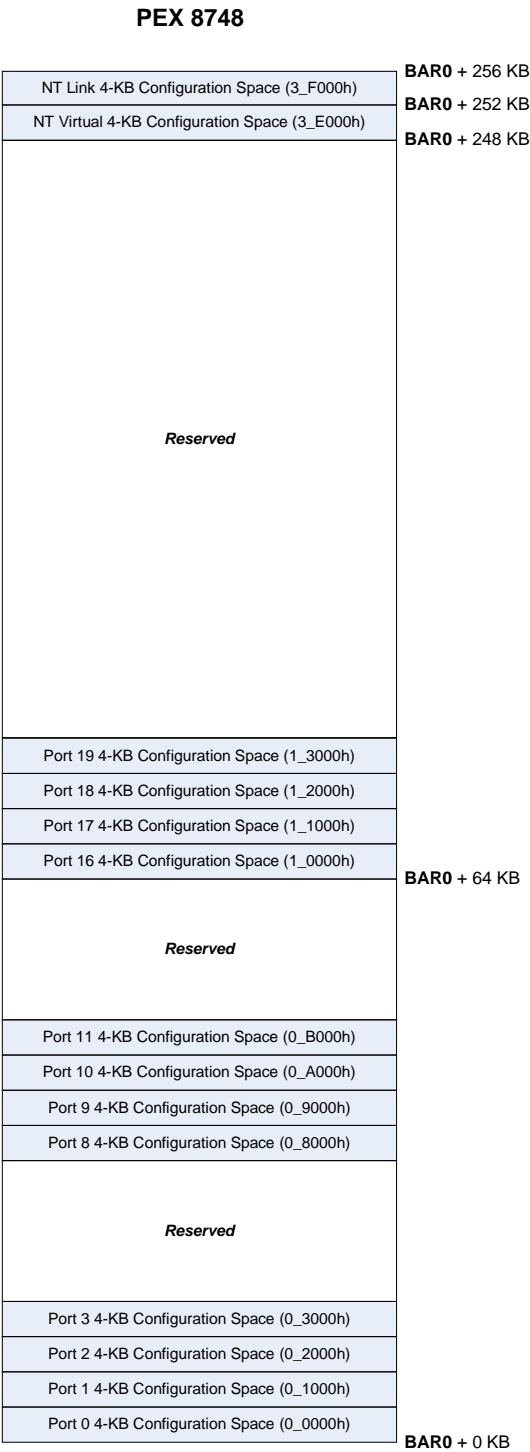 PEX 8748
BAR0 + 256 KB
NT Link 4-KB Configuration Space (3_F000h)
BAR0 + 252 KB
NT Virtual 4-KB Configuration Space (3_E000h)
BAR0 + 248 KB
Reserved
Port 19 4-KB Configuration Space (1_3000h)
Port 18 4-KB Configuration Space (1_2000h)
Port 17 4-KB Configuration Space (1_1000h)
Port 16 4-KB Configuration Space (1_0000h)
BAR0 + 64 KB
Reserved
Port 11 4-KB Configuration Space (0_B000h)
Port 10 4-KB Configuration Space (0_A000h)
Port 9 4-KB Configuration Space (0_9000h)
Port 8 4-KB Configuration Space (0_8000h)
Reserved
Port 3 4-KB Configuration Space (0_3000h)
Port 2 4-KB Configuration Space (0_2000h)
Port 1 4-KB Configuration Space (0_1000h)
Port 0 4-KB Configuration Space (0_0000h)
BAR0 + 0 KB